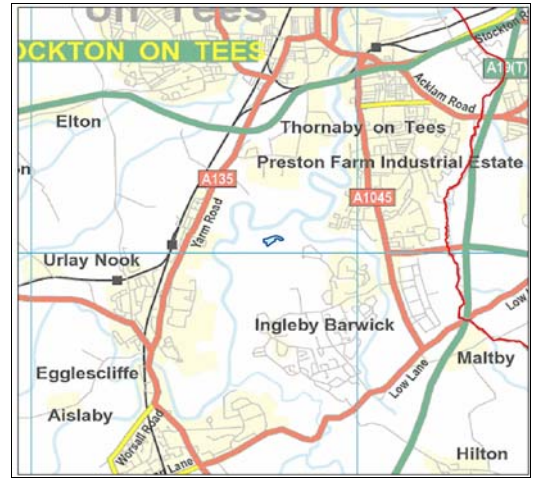 on Tees
OCKTON ON TEES
Stockton Ro
A19(T)
Acklam Road
Elton
Thornaby on Tees
Preston Farm Industrial Estate
on
A135
A1045
Yarm Road
Urlay Nook
Ingleby Barwick
Low L
Maltby
Low Lane
Egglescliffe
Aislaby
Worsall Road
Lane
Hilton